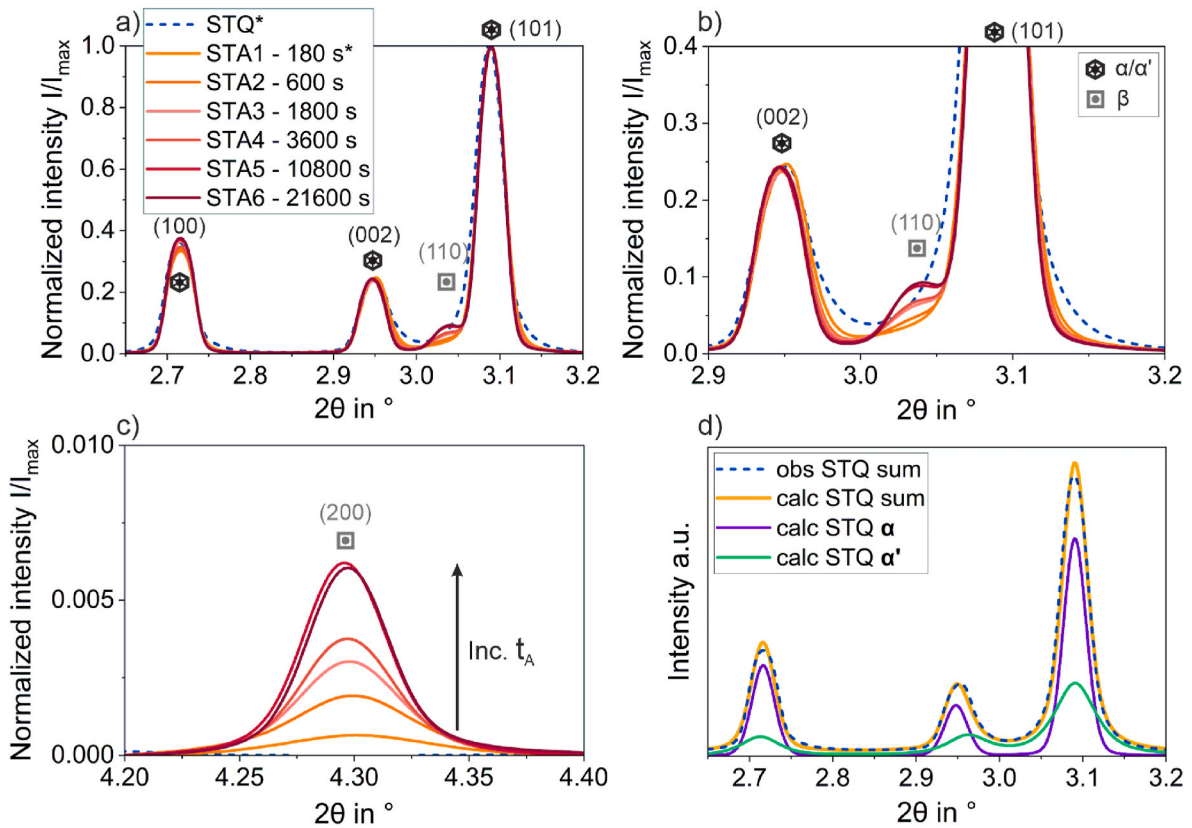 a)
STQ*
STA1 - 180 s*
STA2 - 600 s
STA3 - 1800 s
STA4 - 3600 s
STA5 - 10800 s
STA6 - 21600 s
(101)
(100)
(002)
(110)
Normalized intensity I/Imax
1.0
0.8
0.6
0.4
0.2
0.0
2.7 2.8 2.9 3.0 3.1 3.2
2θ in °
b)
(101)
α/α'
β
(002)
(110)
Normalized intensity I/Imax
0.4
0.3
0.2
0.1
0.0
2.9 3.0 3.1 3.2
2θ in °
c)
(200)
Inc. tA
Normalized intensity I/Imax
0.010
0.005
0.000
4.20 4.25 4.30 4.35 4.40
2θ in °
d)
obs STQ sum
calc STQ sum
calc STQ α
calc STQ α'
Intensity a.u.
2.7 2.8 2.9 3.0 3.1 3.2
2θ in °